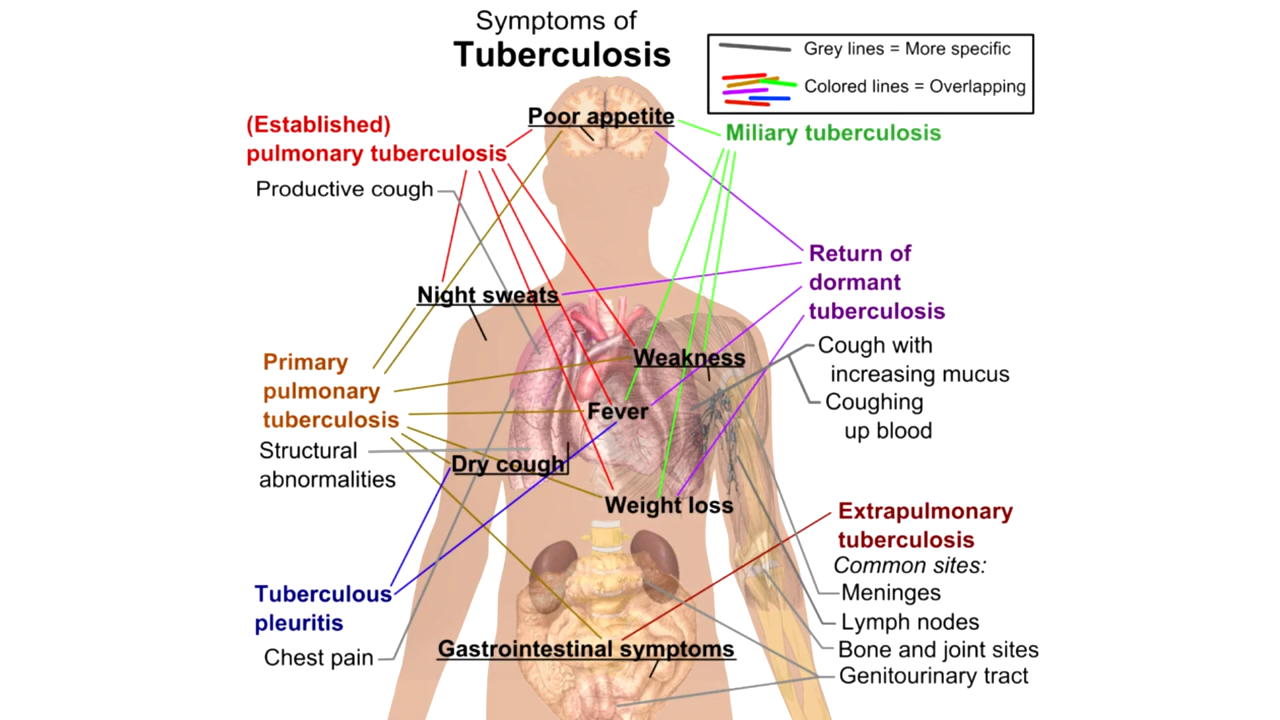 Symptoms of
Tuberculosis
Grey lines = More specific
Colored lines = Overlapping
Poor appetite
(Established)
pulmonary tuberculosis
Productive cough
Miliary tuberculosis
Night sweats
Return of
dormant
tuberculosis
Primary
pulmonary
tuberculosis
Structural
abnormalities
Weakness
Fever
Dry cough
Weight loss
Cough with
increasing mucus
Coughing
up blood
Extrapulmonary
tuberculosis
Common sites:
Meninges
Lymph nodes
Bone and joint sites
Genitourinary tract
Tuberculous
pleuritis
Chest pain
Gastrointestinal symptoms